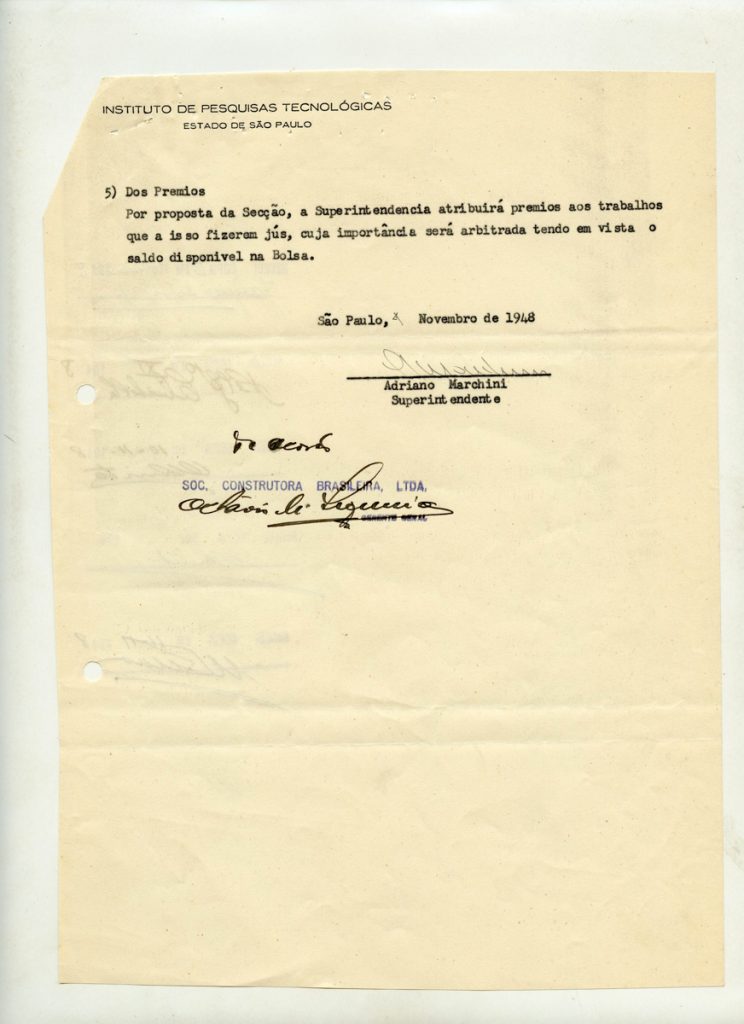 INSTITUTO DE PESQUISAS TECNOLÓGICAS
ESTADO DE SÃO PAULO
5) Dos Premios
Por proposta da Secção, a Superintendencia atribuirá premios aos trabalhos
que a isso fizerem jús, cuja importância será arbitrada tendo em vista o
saldo disponivel na Bolsa.
São Paulo, Novembro de 1948
Adriano Marchini
Superintendente
De acordo
SOC. CONSTRUTORA BRASILEIRA, LTDA,
GERENTE GERAL